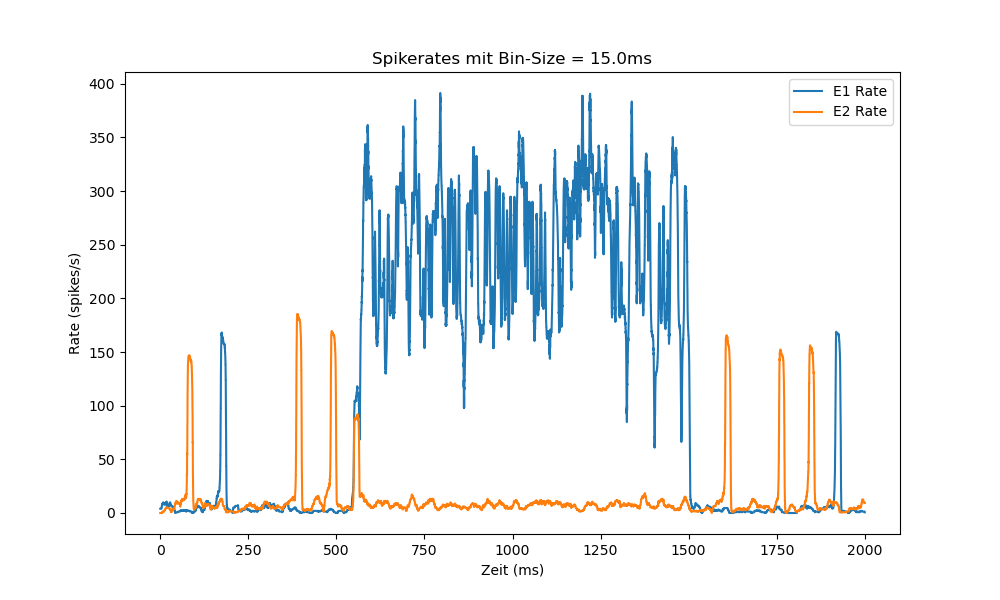 Spikerates mit Bin-Size = 15.0ms
E1 Rate
E2 Rate
Rate (spikes/s)
400
350
300
250
200
150
100
50
0
0 250 500 750 1000 1250 1500 1750 2000
Zeit (ms)